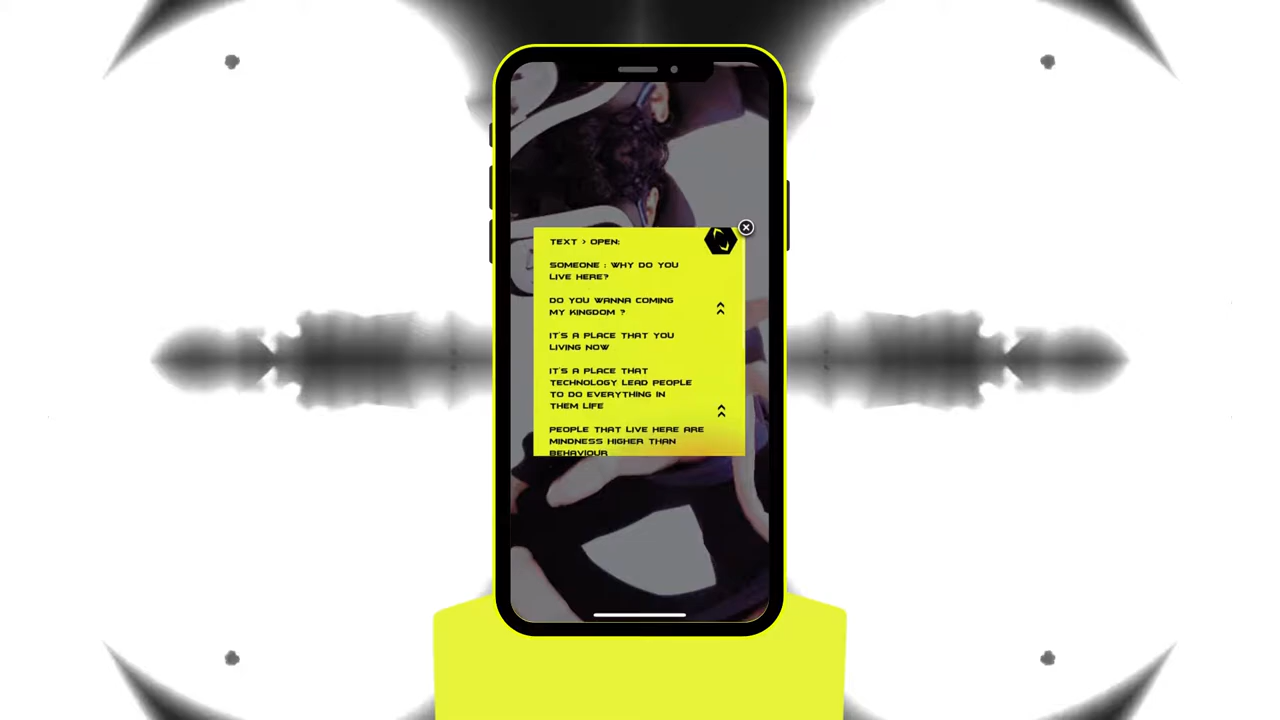 TEXT > OPEN:
SOMEONE : WHY DO YOU
LIVE HERE?
DO YOU WANNA COMING
MY KINGDOM ?
IT'S A PLACE THAT YOU
LIVING NOW
IT'S A PLACE THAT
TECHNOLOGY LEAD PEOPLE
TO DO EVERYTHING IN
THEM LIFE
PEOPLE THAT LIVE HERE ARE
MINDNESS HIGHER THAN
BEHAVIOUR